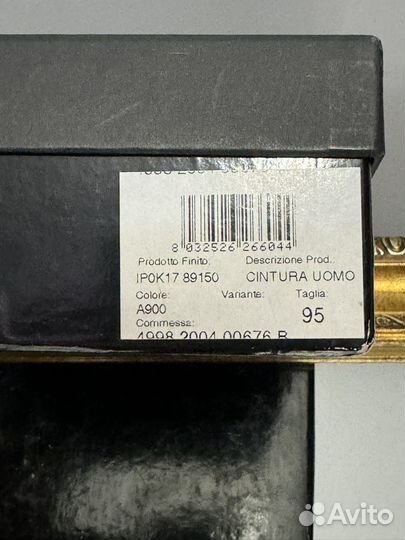 8 032526 266044
Prodotto Finito: Descrizione Prod.
IP0K17 89150 CINTURA UOMO
Colore: Variante: Taglia:
A900 95
Commessa:
4998 2004 00676 B
Avito